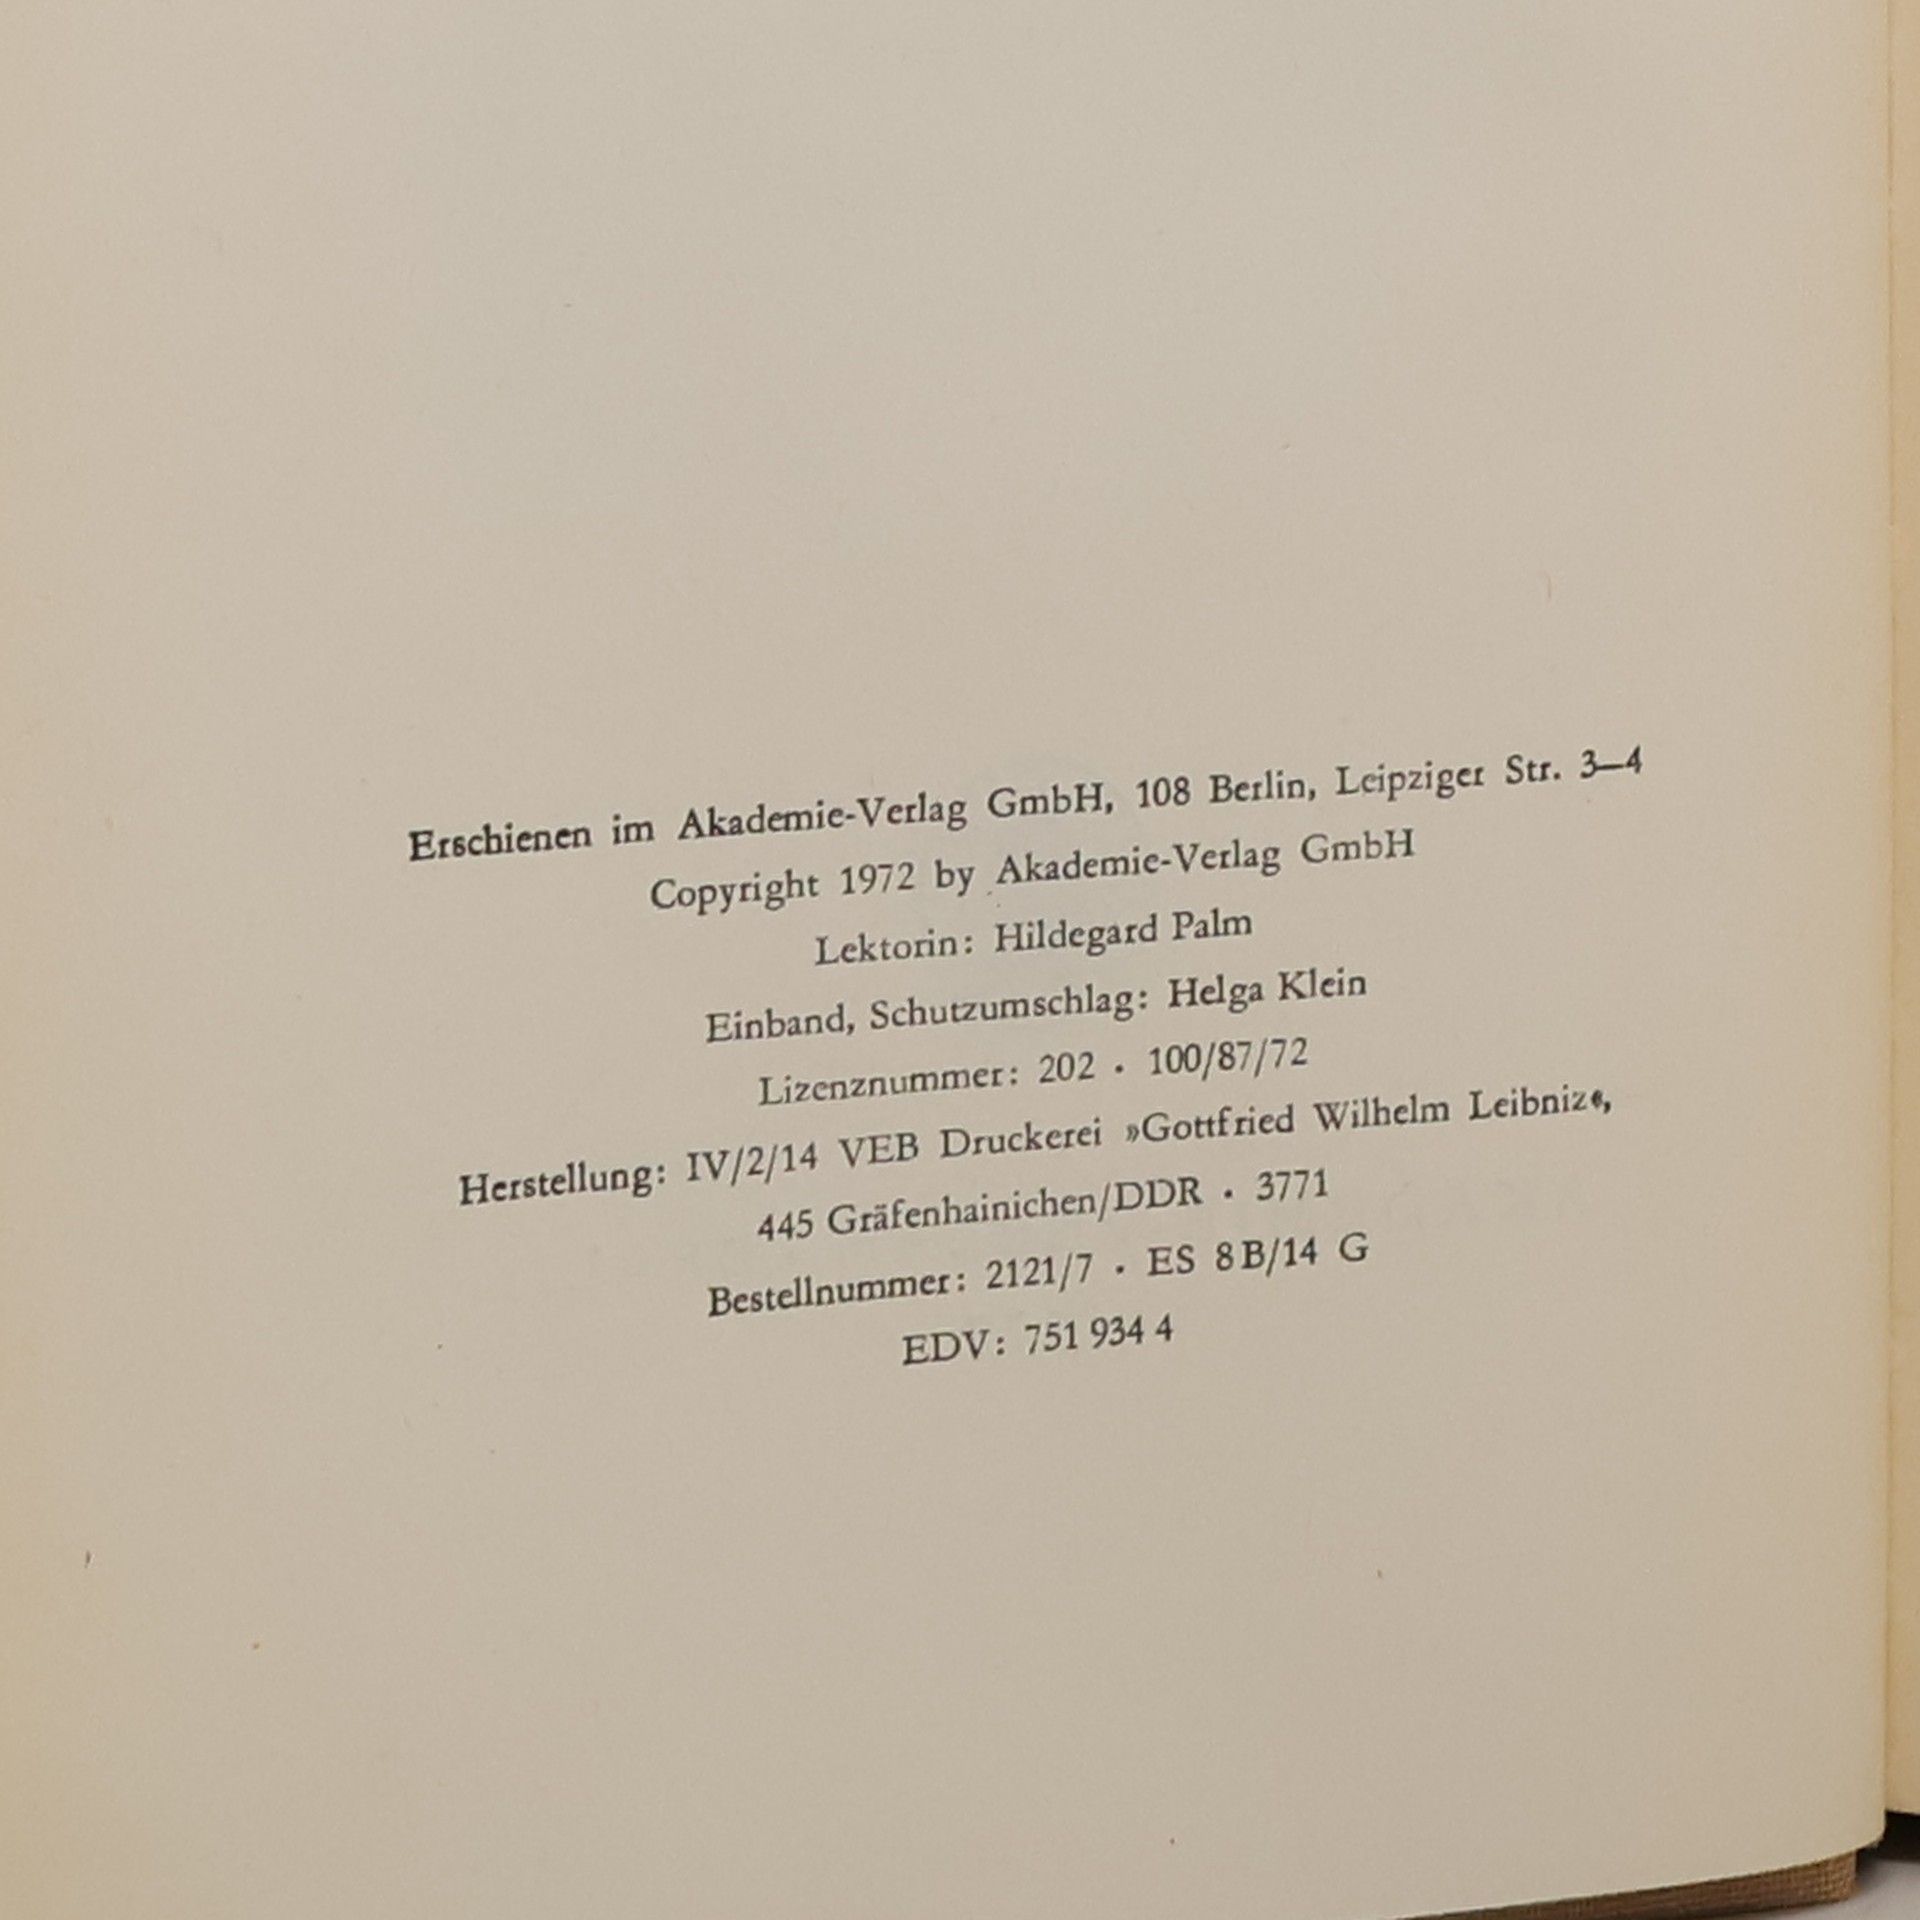 Erschienen im Akademie-Verlag GmbH, 108 Berlin, Leipziger Str. 3—4
Copyright 1972 by Akademie-Verlag GmbH
Lektorin: Hildegard Palm
Einband, Schutzumschlag: Helga Klein
Lizenznummer: 202 · 100/87/72
Herstellung: IV/2/14 VEB Druckerei »Gottfried Wilhelm Leibniz«,
445 Gräfenhainichen/DDR · 3771
Bestellnummer: 2121/7 · ES 8 B/14 G
EDV: 751 934 4